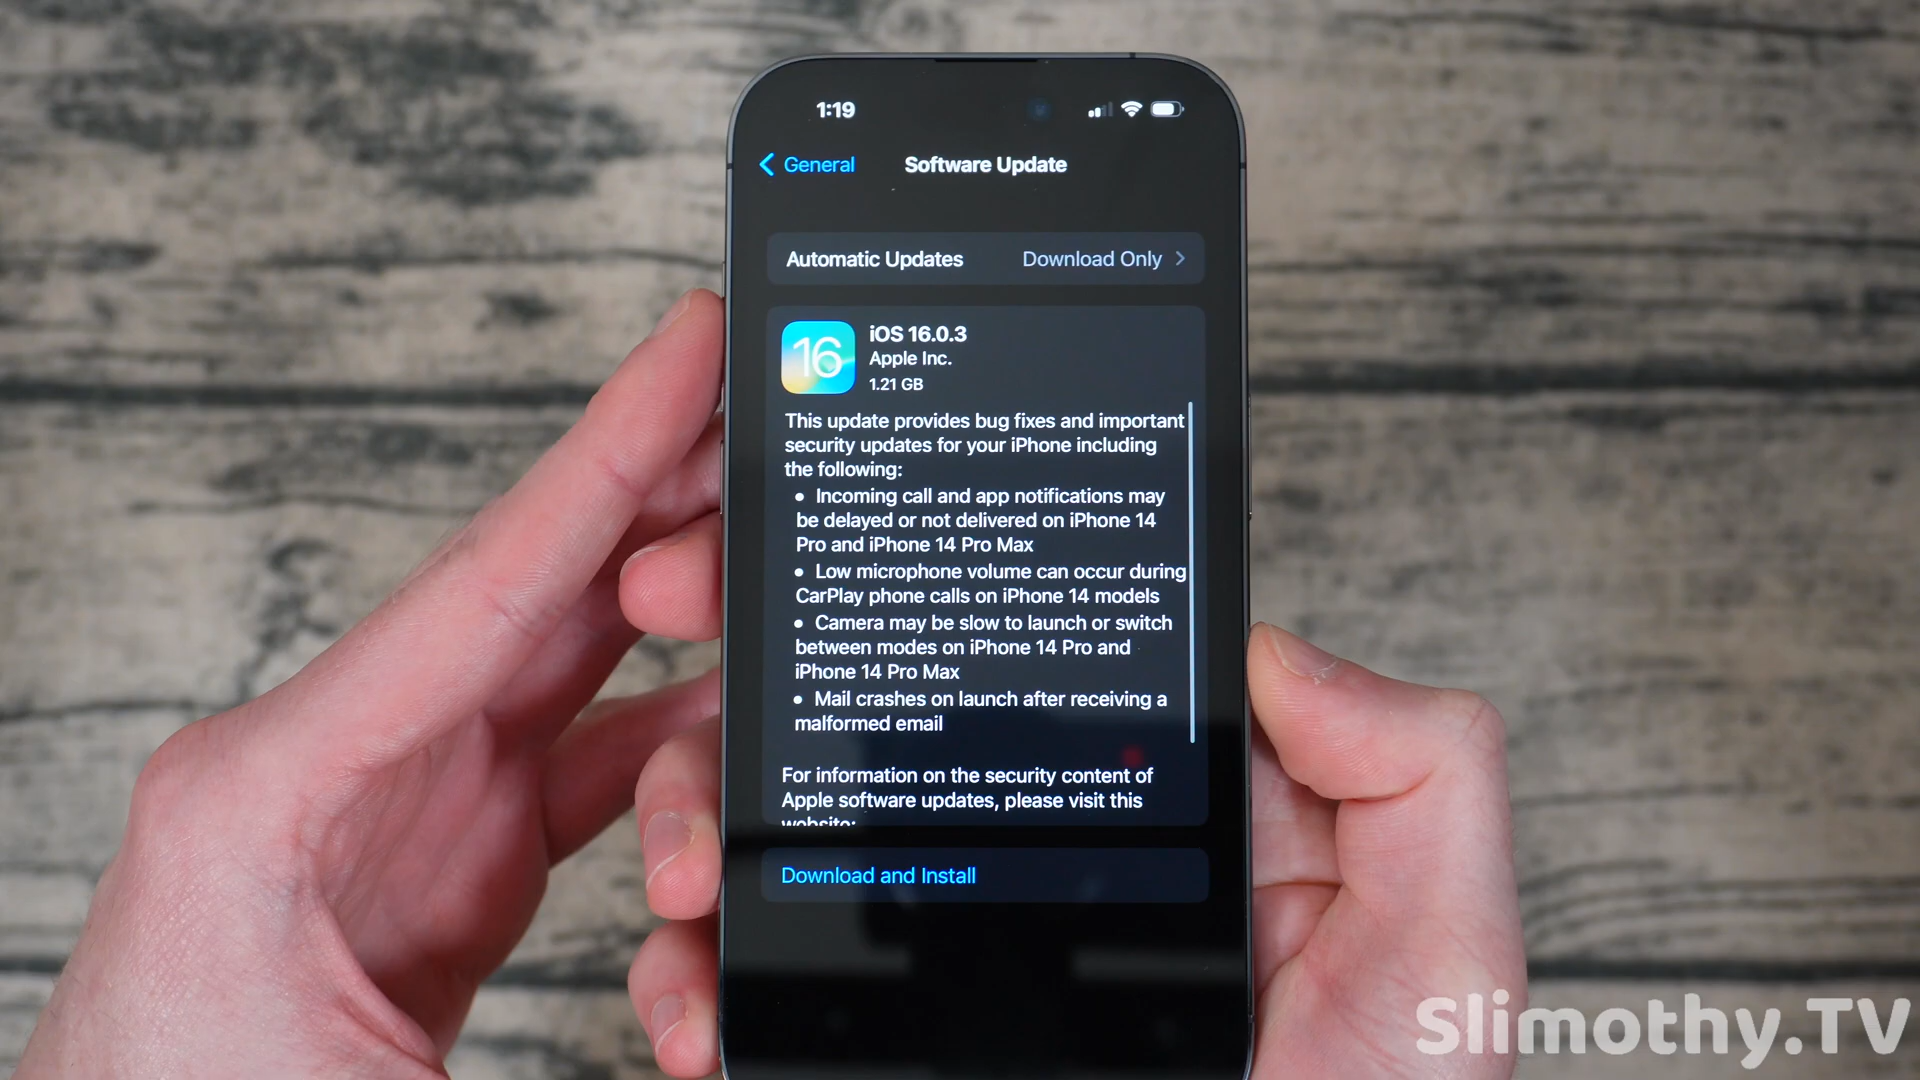 1:19
General
Software Update
Automatic Updates Download Only
16
iOS 16.0.3
Apple Inc.
1.21 GB
This update provides bug fixes and important
security updates for your iPhone including
the following:
• Incoming call and app notifications may
be delayed or not delivered on iPhone 14
Pro and iPhone 14 Pro Max
• Low microphone volume can occur during
CarPlay phone calls on iPhone 14 models
• Camera may be slow to launch or switch
between modes on iPhone 14 Pro and
iPhone 14 Pro Max
• Mail crashes on launch after receiving a
malformed email
For information on the security content of
Apple software updates, please visit this
website:
Download and Install
Slimothy.TV